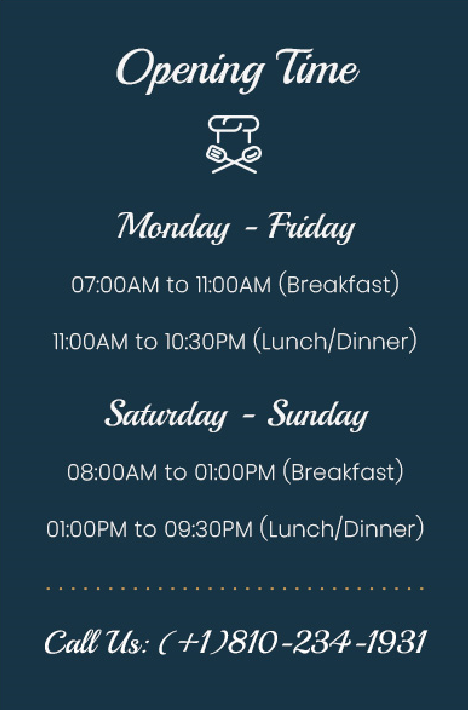 Opening Time
Monday - Friday
07:00AM to 11:00AM (Breakfast)
11:00AM to 10:30PM (Lunch/Dinner)
Saturday - Sunday
08:00AM to 01:00PM (Breakfast)
01:00PM to 09:30PM (Lunch/Dinner)
Call Us: (+1)810-234-1931